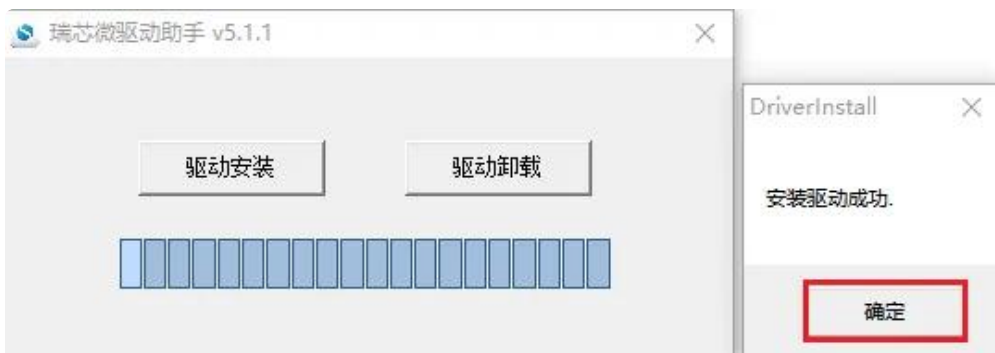 瑞芯微驱动助手 v5.1.1
驱动安装
驱动卸载
DriverInstall
安装驱动成功.
确定